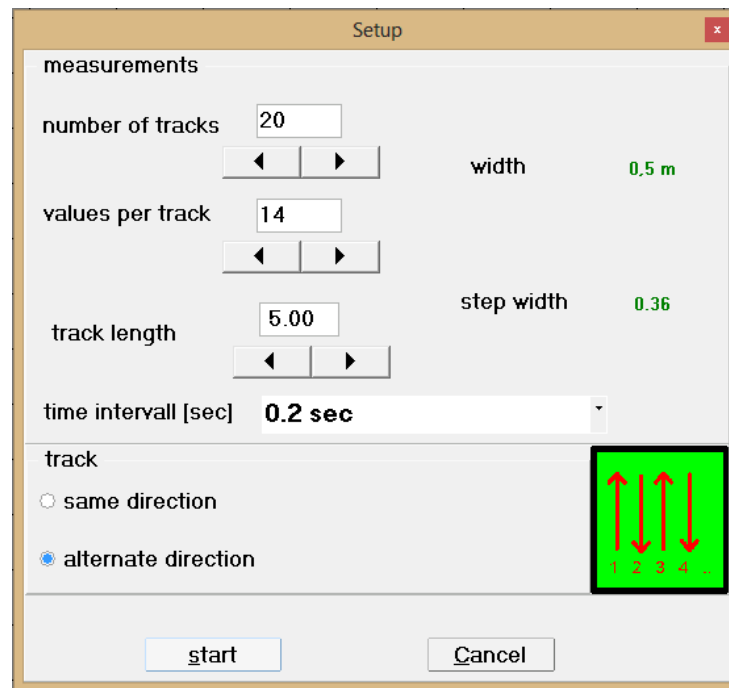 Setup
x
measurements
number of tracks
20
width
0,5 m
values per track
14
step width
0.36
track length
5.00
time intervall [sec]
0.2 sec
track
same direction
alternate direction
1 2 3 4 ..
start
Cancel